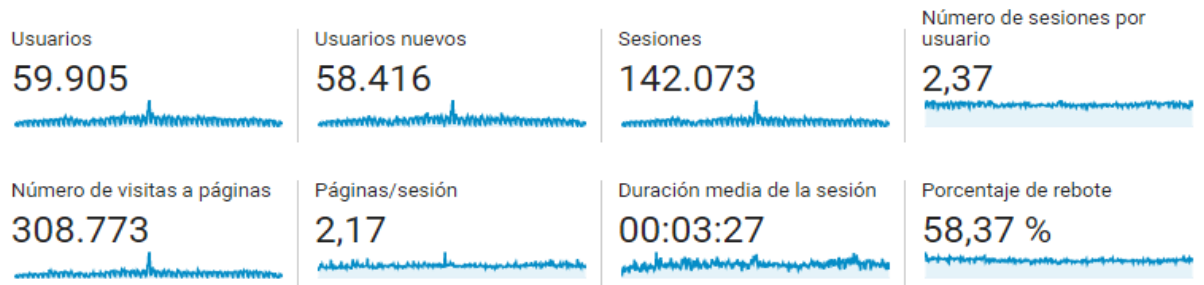 Usuarios
59.905
Usuarios nuevos
58.416
Sesiones
142.073
Número de sesiones por
usuario
2,37
Número de visitas a páginas
308.773
Páginas/sesión
2,17
Duración media de la sesión
00:03:27
Porcentaje de rebote
58,37 %